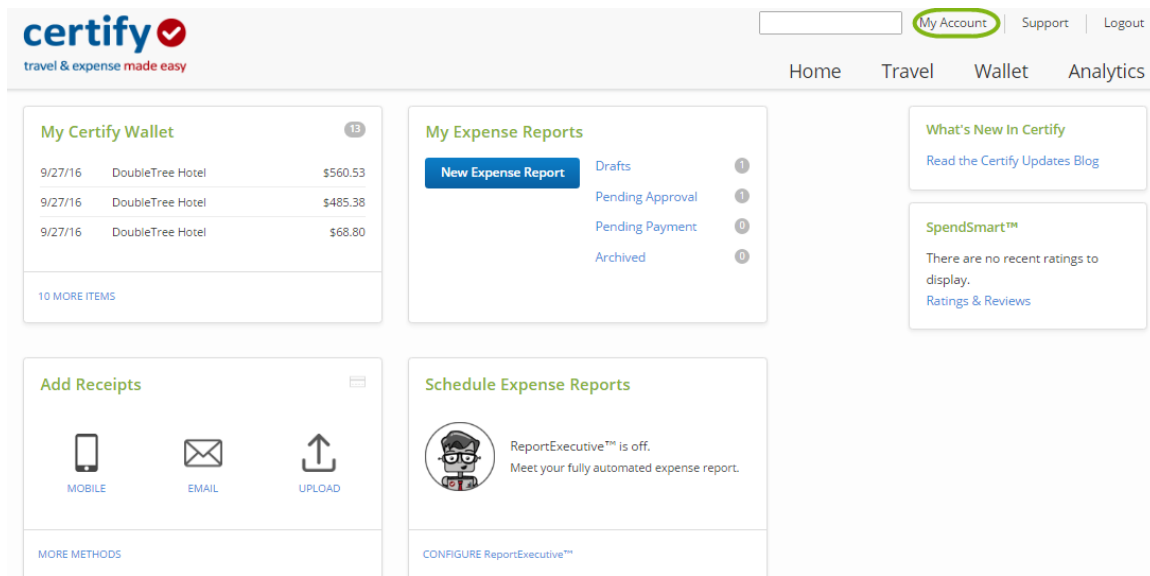 certify
travel & expense made easy
My Account
Support
Logout
Home
Travel
Wallet
Analytics
My Certify Wallet
13
9/27/16 DoubleTree Hotel $560.53
9/27/16 DoubleTree Hotel $485.38
9/27/16 DoubleTree Hotel $68.80
10 MORE ITEMS
My Expense Reports
New Expense Report
Drafts 1
Pending Approval 1
Pending Payment 0
Archived 0
What's New In Certify
Read the Certify Updates Blog
SpendSmart™
There are no recent ratings to
display.
Ratings & Reviews
Add Receipts
MOBILE
EMAIL
UPLOAD
MORE METHODS
Schedule Expense Reports
ReportExecutive™ is off.
Meet your fully automated expense report.
CONFIGURE ReportExecutive™